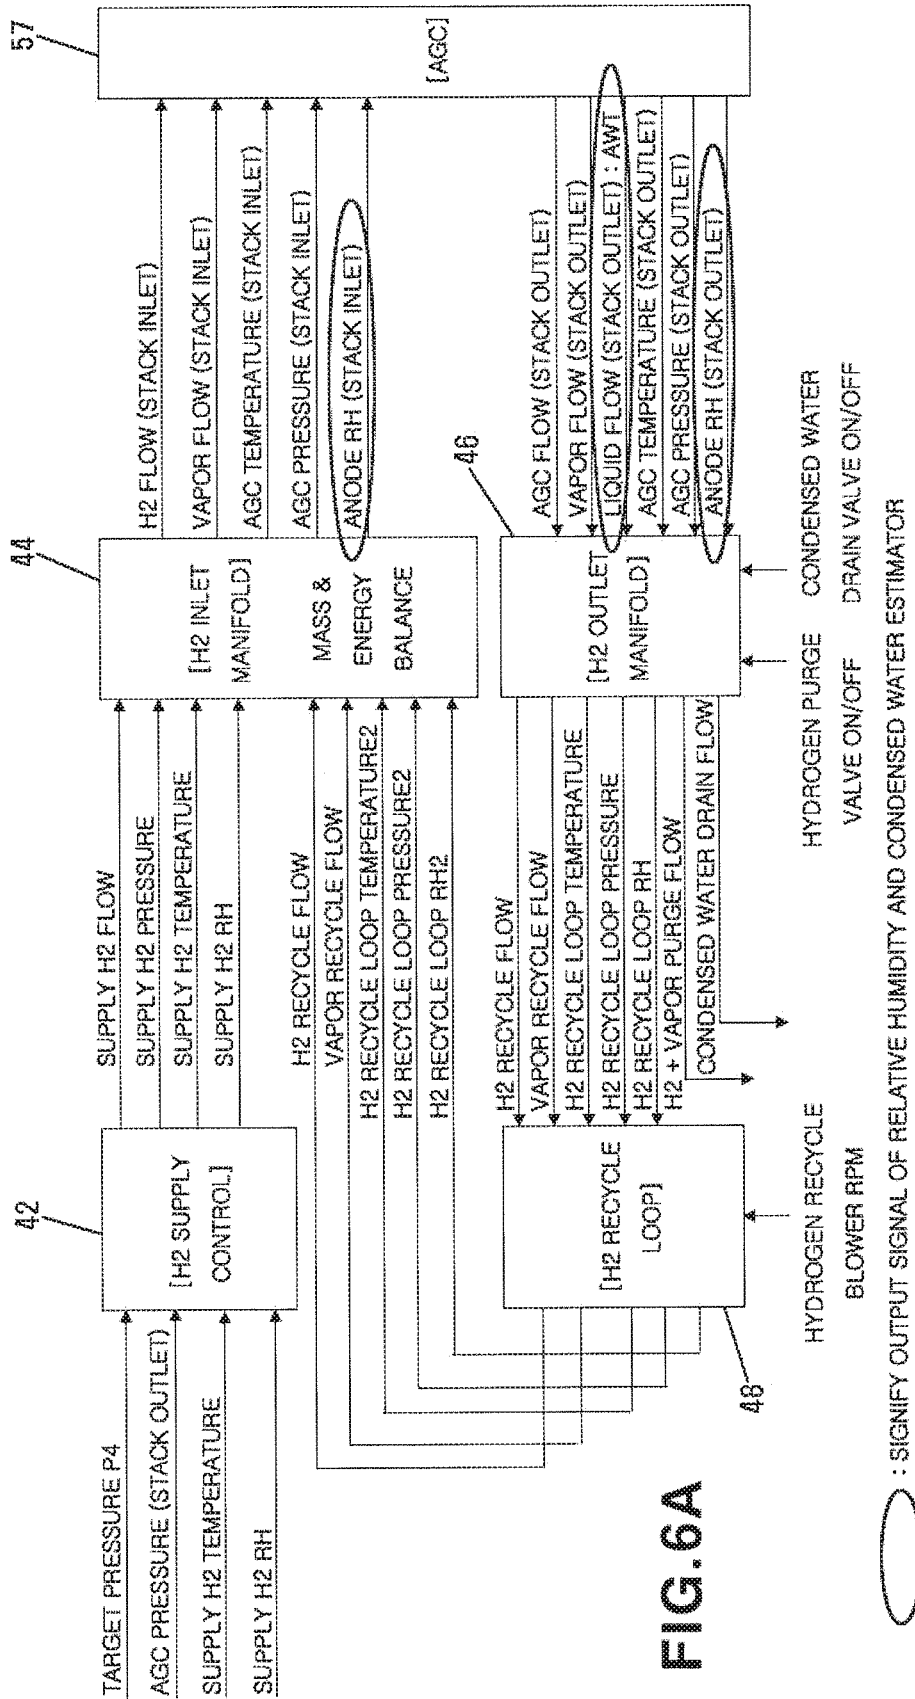 TARGET PRESSURE P4
AGC PRESSURE (STACK OUTLET)
SUPPLY H2 TEMPERATURE
SUPPLY H2 RH
42
[H2 SUPPLY
CONTROL]
SUPPLY H2 FLOW
SUPPLY H2 PRESSURE
SUPPLY H2 TEMPERATURE
SUPPLY H2 RH
H2 RECYCLE FLOW
VAPOR RECYCLE FLOW
H2 RECYCLE LOOP TEMPERATURE2
H2 RECYCLE LOOP PRESSURE2
H2 RECYCLE LOOP RH2
44
[H2 INLET
MANIFOLD]
MASS &
ENERGY
BALANCE
H2 FLOW (STACK INLET)
VAPOR FLOW (STACK INLET)
AGC TEMPERATURE (STACK INLET)
AGC PRESSURE (STACK INLET)
ANODE RH (STACK INLET)
57
[AGC]
AGC FLOW (STACK OUTLET)
VAPOR FLOW (STACK OUTLET)
LIQUID FLOW (STACK OUTLET) : AWT
AGC TEMPERATURE (STACK OUTLET)
AGC PRESSURE (STACK OUTLET)
ANODE RH (STACK OUTLET)
46
[H2 OUTLET
MANIFOLD]
H2 RECYCLE FLOW
VAPOR RECYCLE FLOW
H2 RECYCLE LOOP TEMPERATURE
H2 RECYCLE LOOP PRESSURE
H2 RECYCLE LOOP RH
H2 + VAPOR PURGE FLOW
CONDENSED WATER DRAIN FLOW
[H2 RECYCLE
LOOP]
48
HYDROGEN RECYCLE
BLOWER RPM
HYDROGEN PURGE
VALVE ON/OFF
CONDENSED WATER
DRAIN VALVE ON/OFF
FIG.6A
: SIGNIFY OUTPUT SIGNAL OF RELATIVE HUMIDITY AND CONDENSED WATER ESTIMATOR